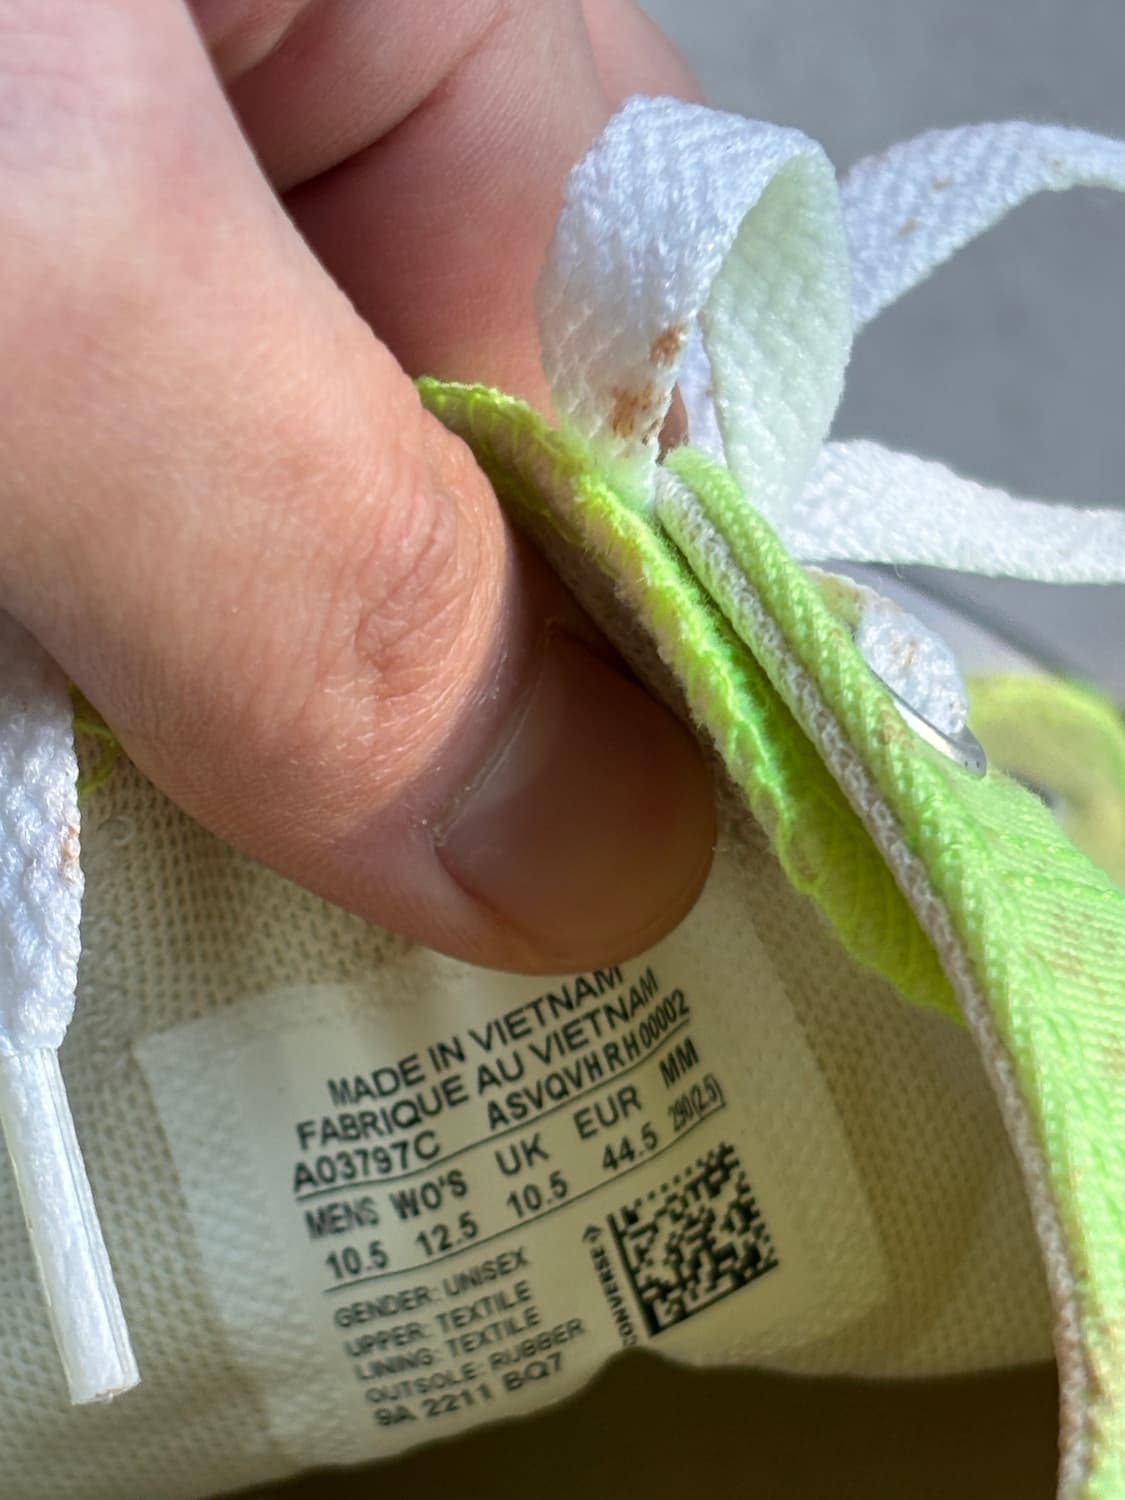 MADE IN VIETNAM
FABRIQUE AU VIETNAM
A03797C ASVQVHRH00002
MENS WO'S UK EUR MM
10.5 12.5 10.5 44.5 290(2.5)
GENDER: UNISEX
UPPER: TEXTILE
LINING: TEXTILE
OUTSOLE: RUBBER
9A 2211 BQ7
CONVERSE